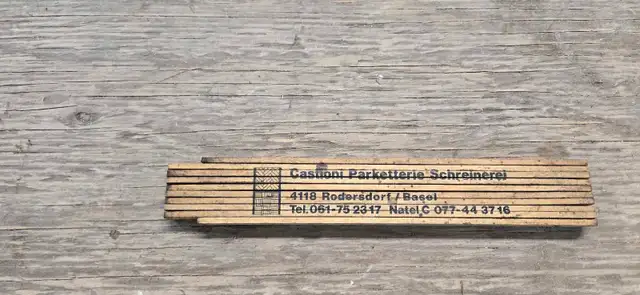 Castioni Parketterie Schreinerei
4118 Rodersdorf / Basel
Tel.061-75 23 17 Natel,C 077-44 37 16